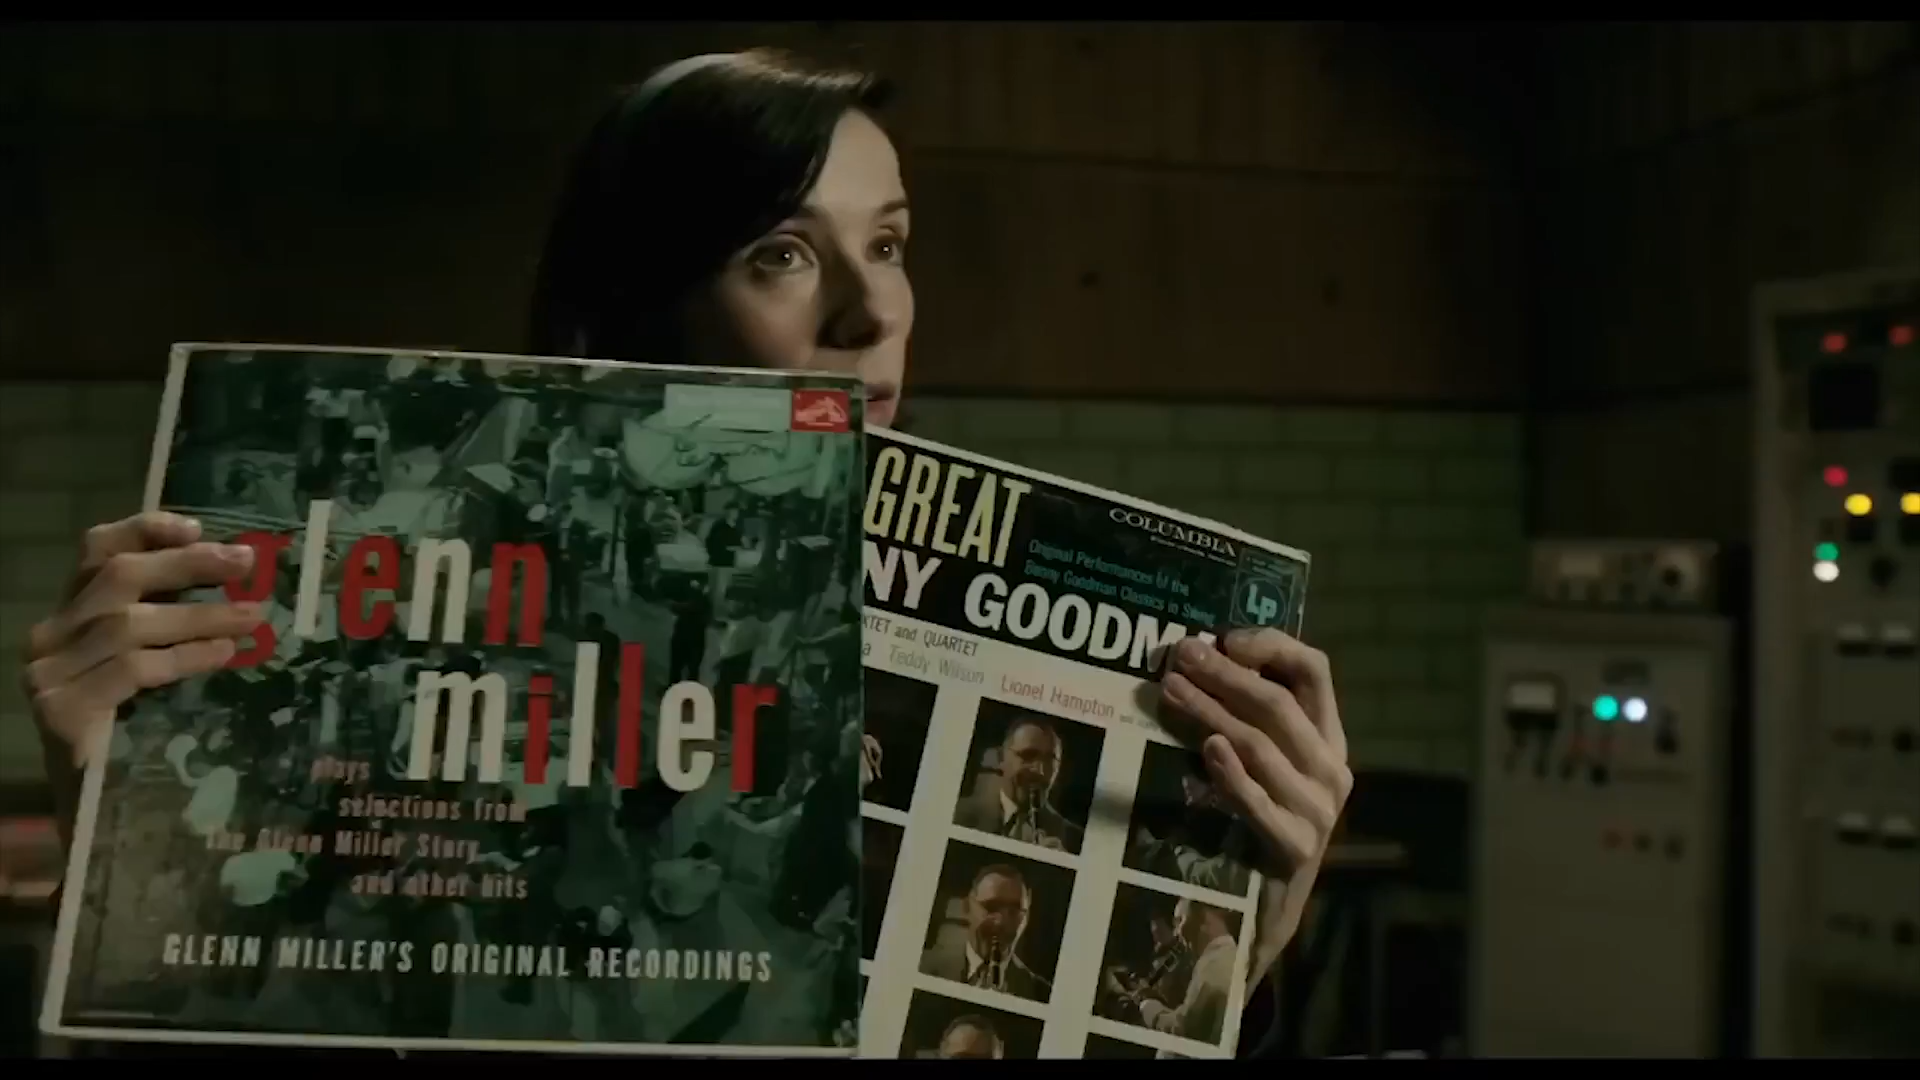 glenn
miller
plays
selections from
The Glenn Miller Story
and other hits
GLENN MILLER'S ORIGINAL RECORDINGS
GREAT
NY GOODM
COLUMBIA
Original Performances of the
Benny Goodman Classics in Swing
Lp
TET and QUARTET
a Teddy Wilson Lionel Hampton